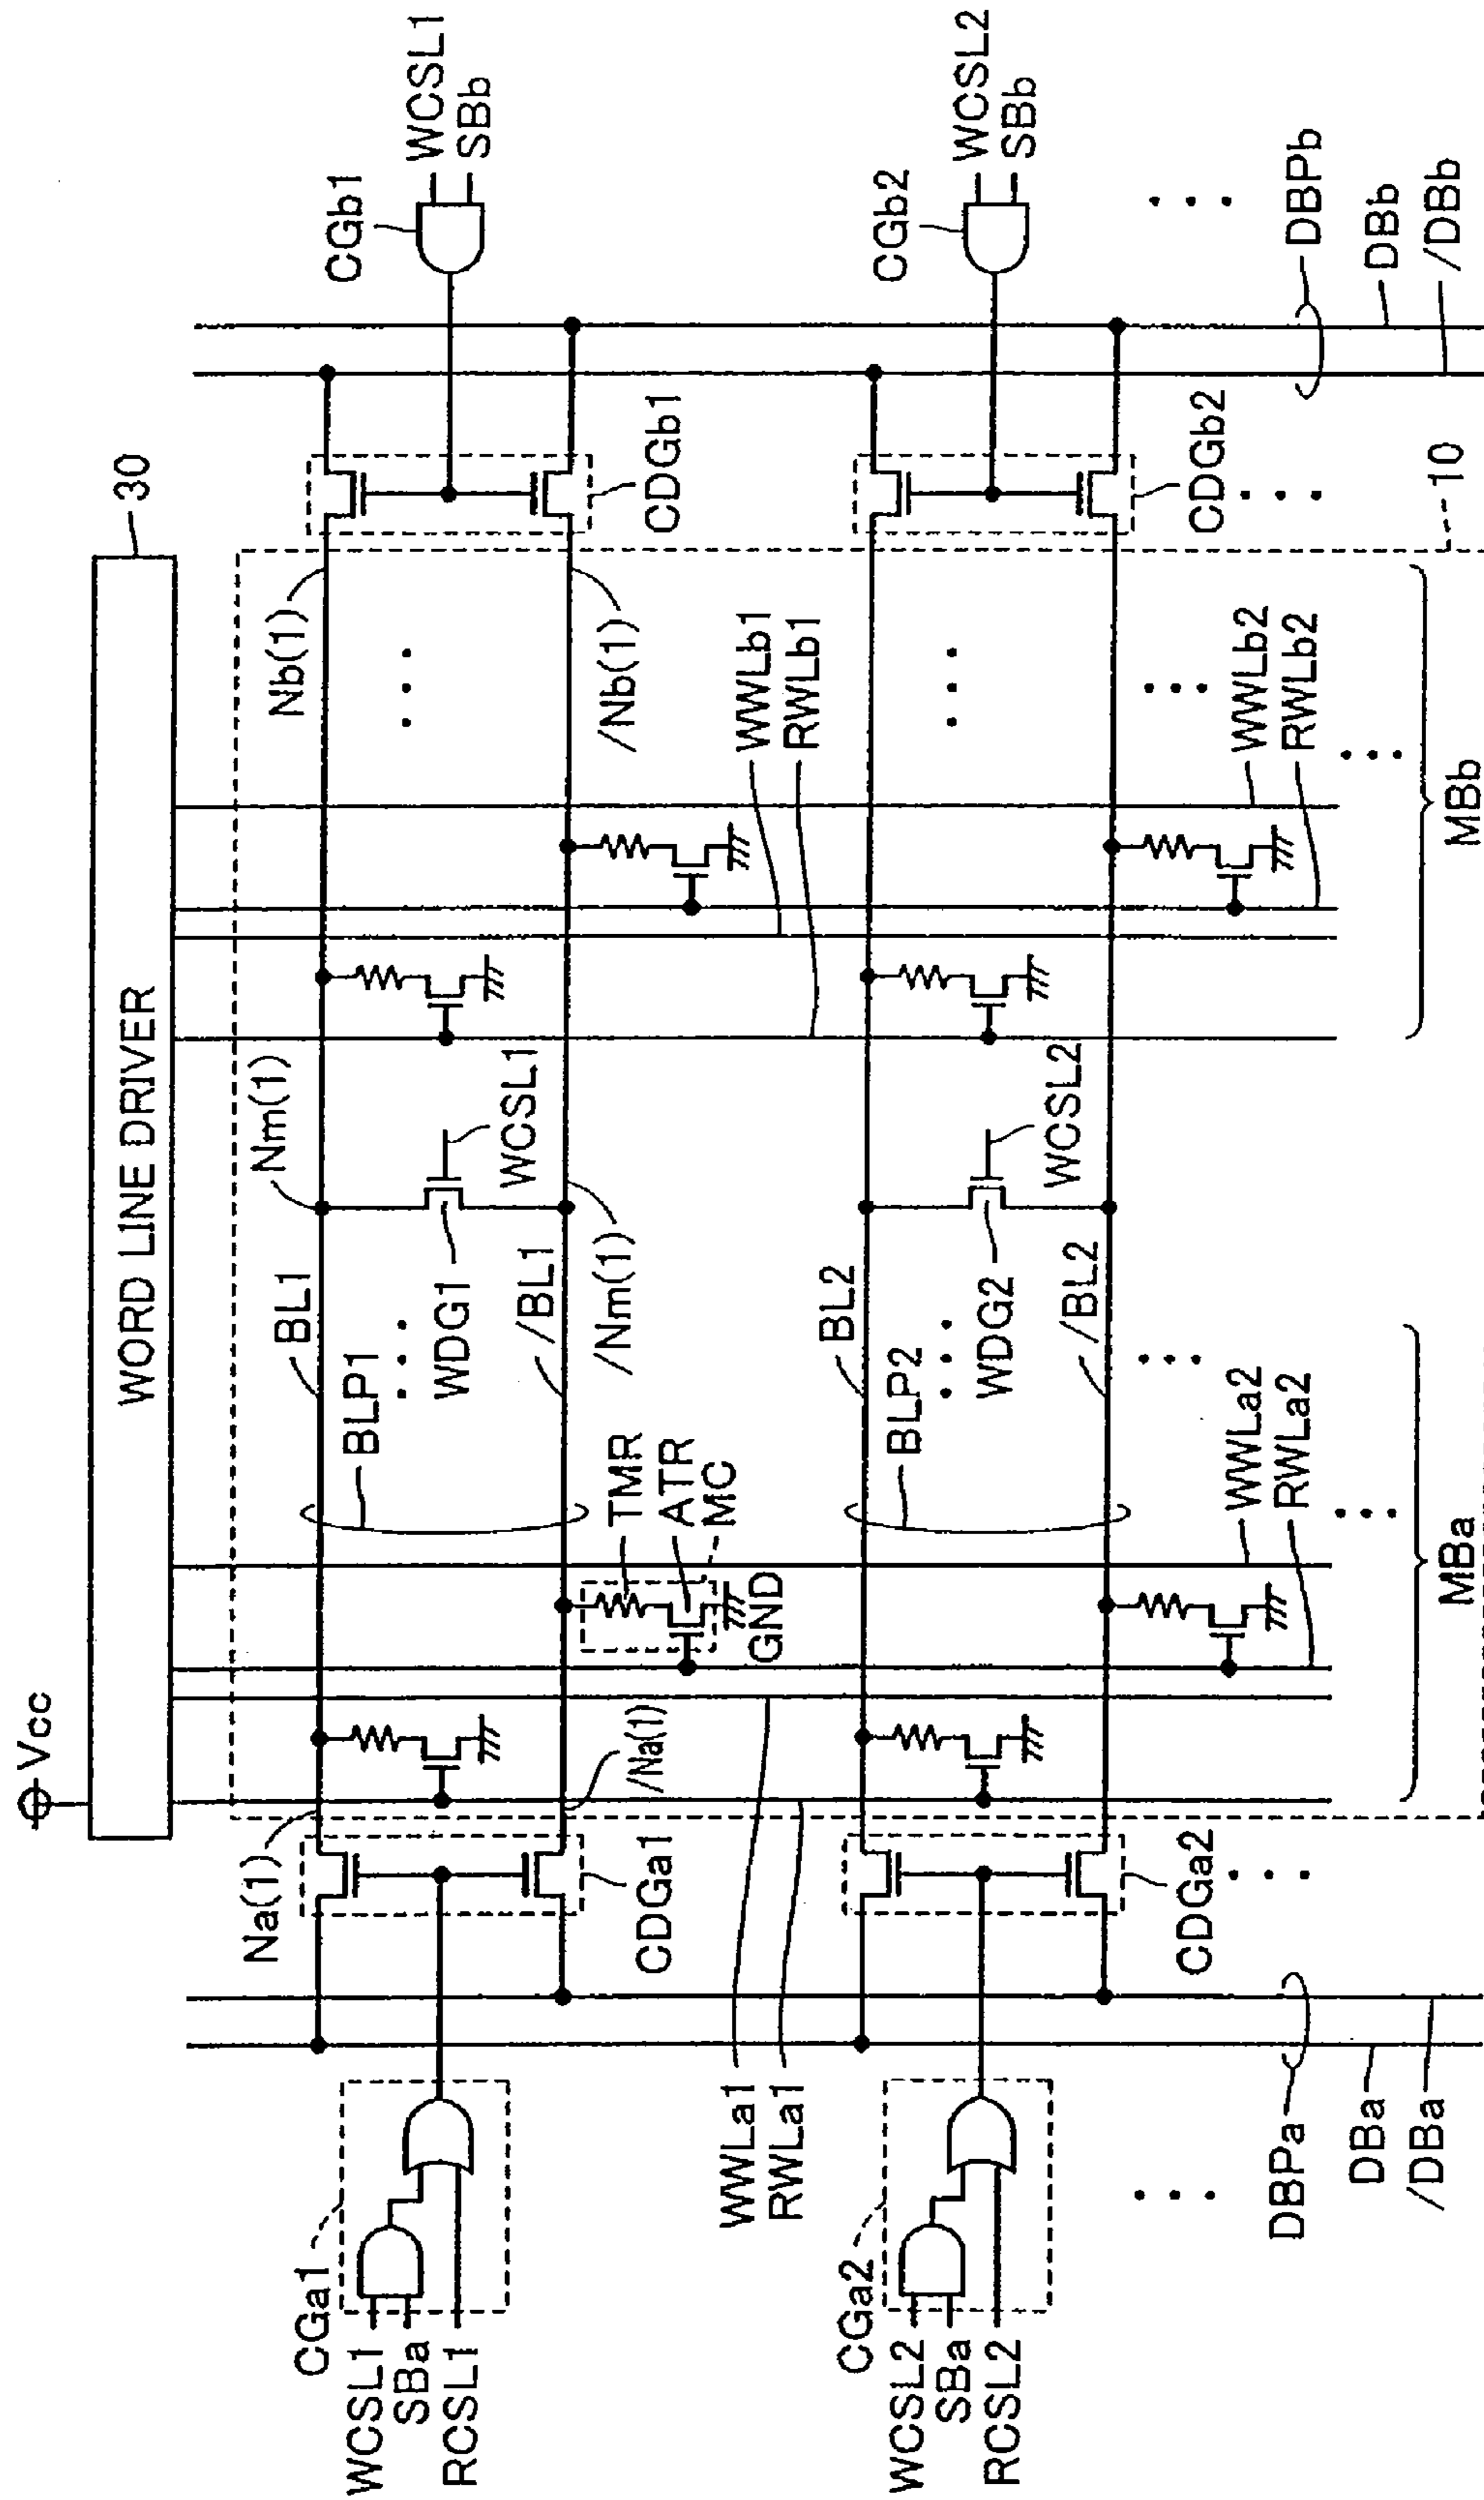 Vcc
WORD LINE DRIVER
30
Na(1)
Nm(1)
Nb(1)
CGa1
WCSL1
SBa
RCSL1
BL1
BLP1
WDG1
WCSL1
/BL1
/Na(1)
/Nm(1)
/Nb(1)
CGb1
WCSL1
SBb
CDGa1
TMR
ATR
MC
GND
CDGb1
WWLa1
RWLa1
WWLb1
RWLb1
CGa2
WCSL2
SBa
RCSL2
BL2
BLP2
WDG2
WCSL2
/BL2
CGb2
WCSL2
SBb
CDGa2
CDGb2
WWLa2
RWLa2
WWLb2
RWLb2
DBPa
DBa
/DBa
DBPb
DBb
/DBb
MBa
MBb
10